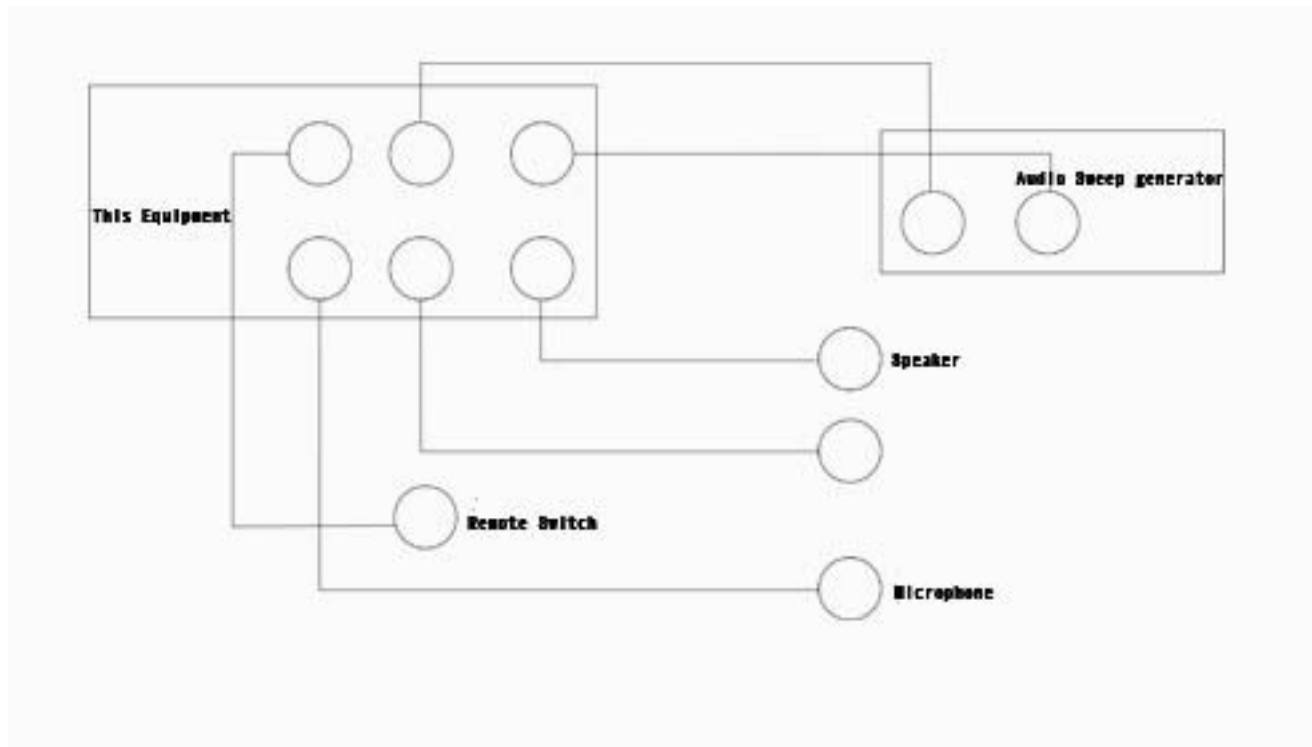 Audio Sweep generator
This Equipment
Speaker
Remote Switch
Microphone